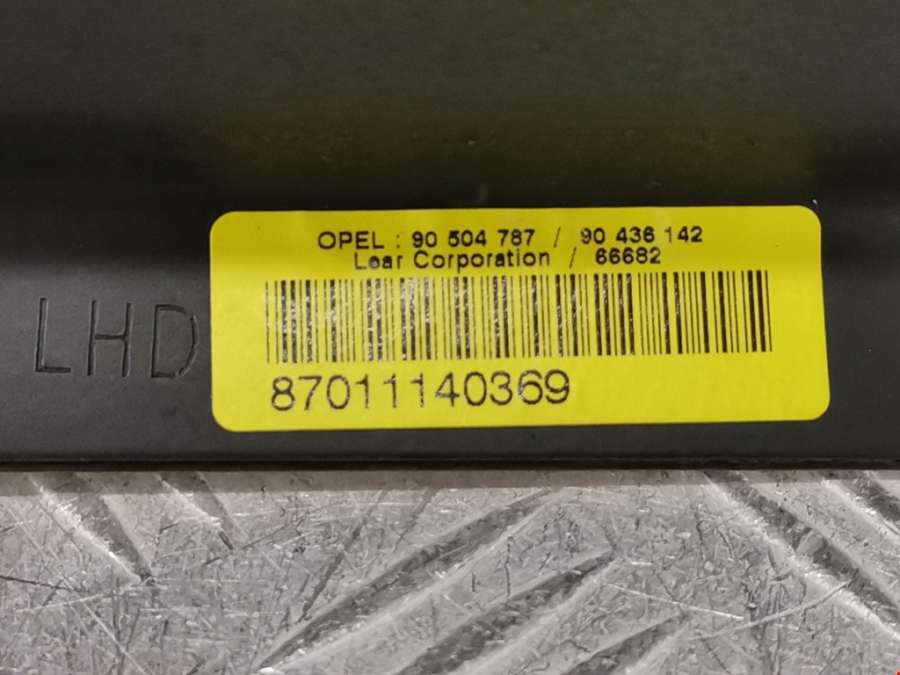 OPEL : 90 504 787 / 90 436 142
Lear Corporation / 66682
LHD
87011140369